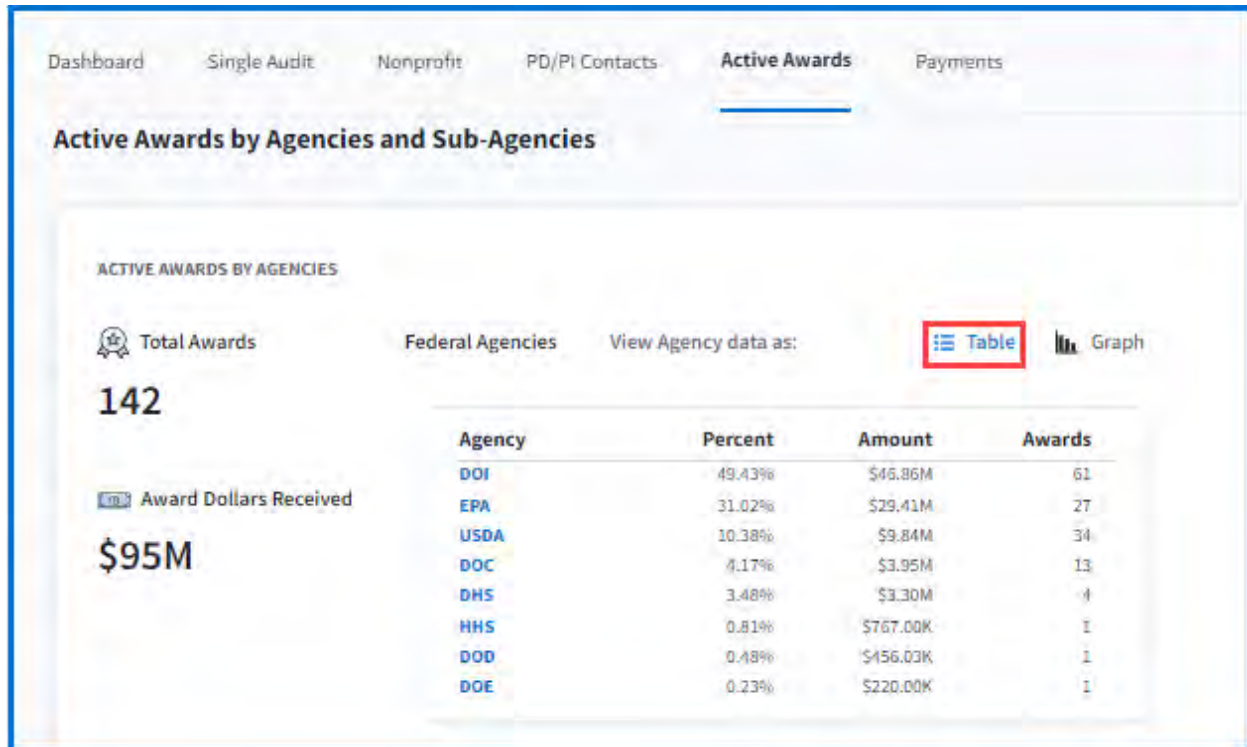 Dashboard Single Audit Nonprofit PD/PI Contacts Active Awards Payments
Active Awards by Agencies and Sub-Agencies
ACTIVE AWARDS BY AGENCIES
Total Awards Federal Agencies View Agency data as: Table Graph
142
Agency Percent Amount Awards
DOI 49.43% $46.86M 61
Award Dollars Received
EPA 31.02% $29.41M 27
USDA 10.38% $9.84M 34
$95M
DOC 4.17% $3.95M 13
DHS 3.48% $3.30M 4
HHS 0.81% $767.00K 1
DOD 0.48% $456.03K 1
DOE 0.23% $220.00K 1